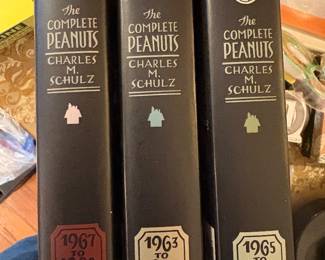 The
COMPLETE
PEANUTS
CHARLES
M.
SCHULZ
1967
TO
The
COMPLETE
PEANUTS
CHARLES
M.
SCHULZ
1963
TO
The
COMPLETE
PEANUTS
CHARLES
M.
SCHULZ
1965
TO